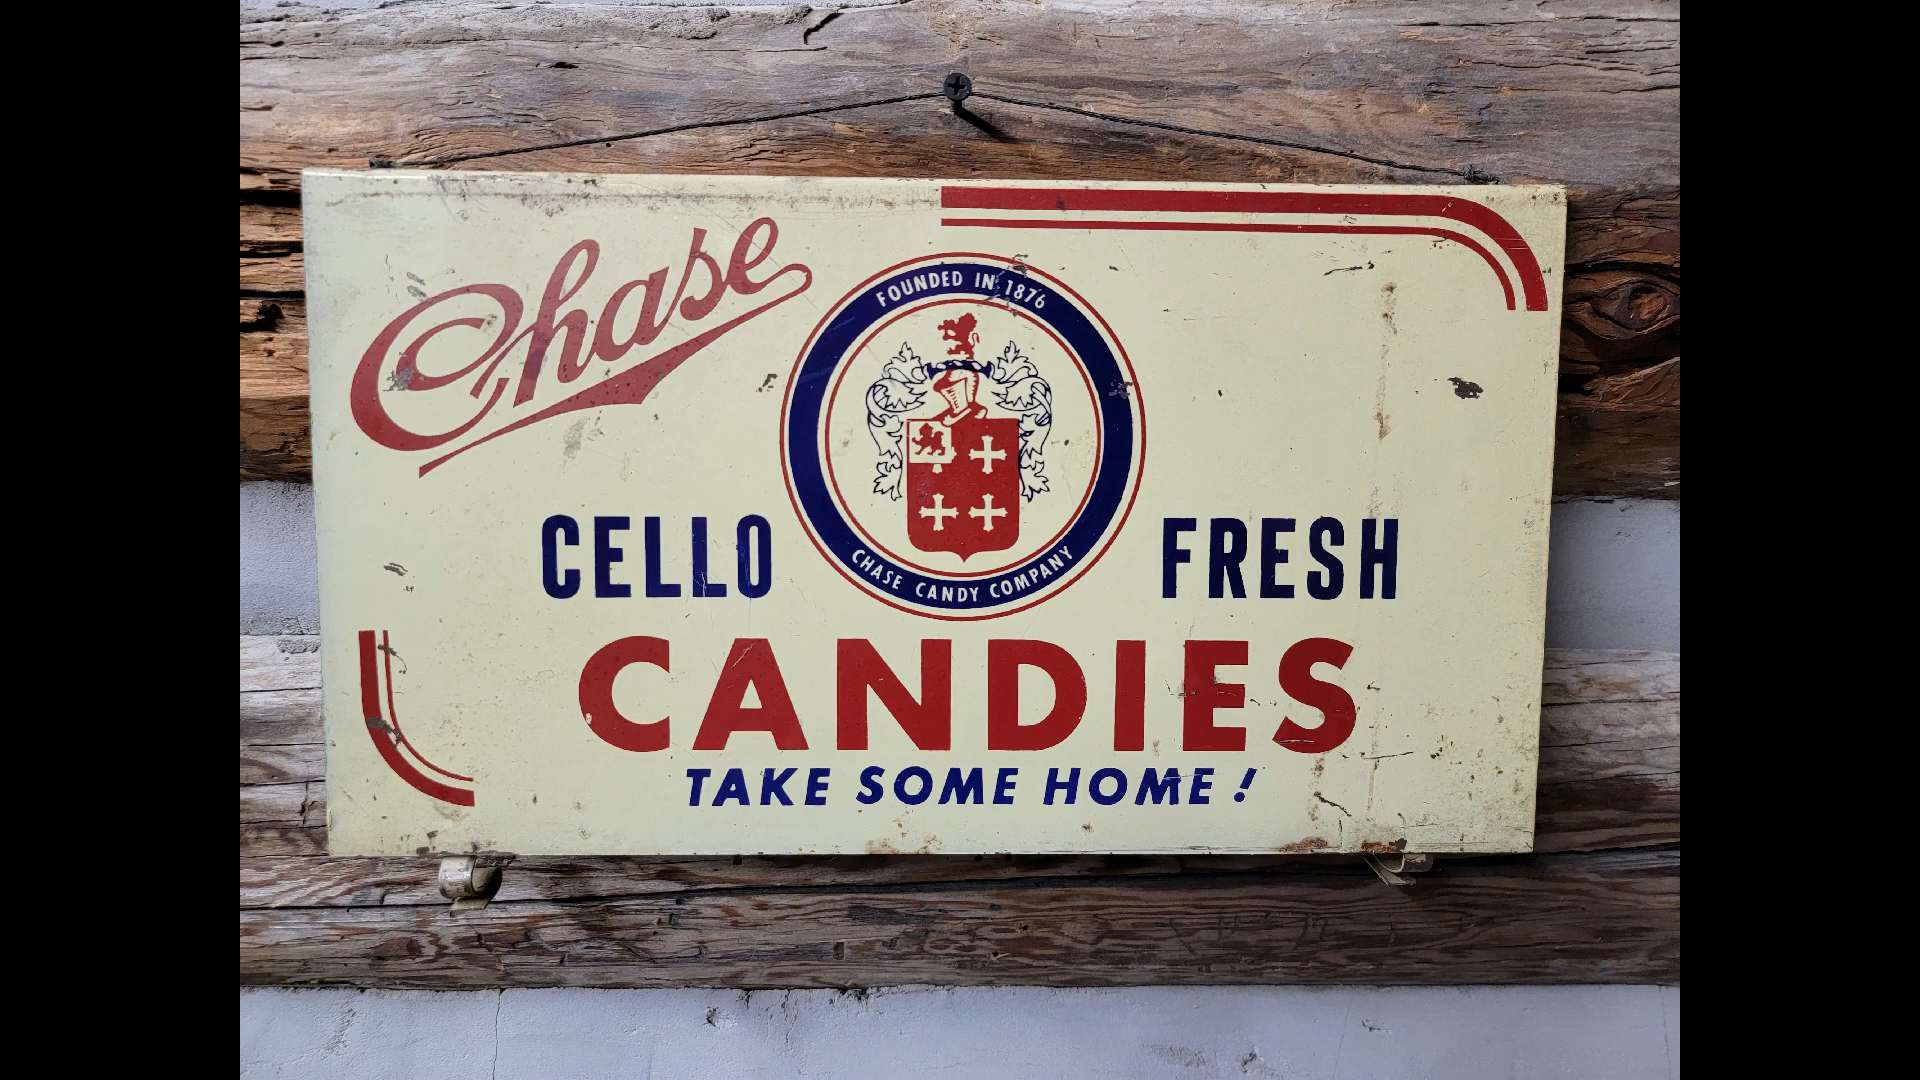 Chase
FOUNDED IN 1876
CHASE CANDY COMPANY
CELLO FRESH
CANDIES
TAKE SOME HOME!